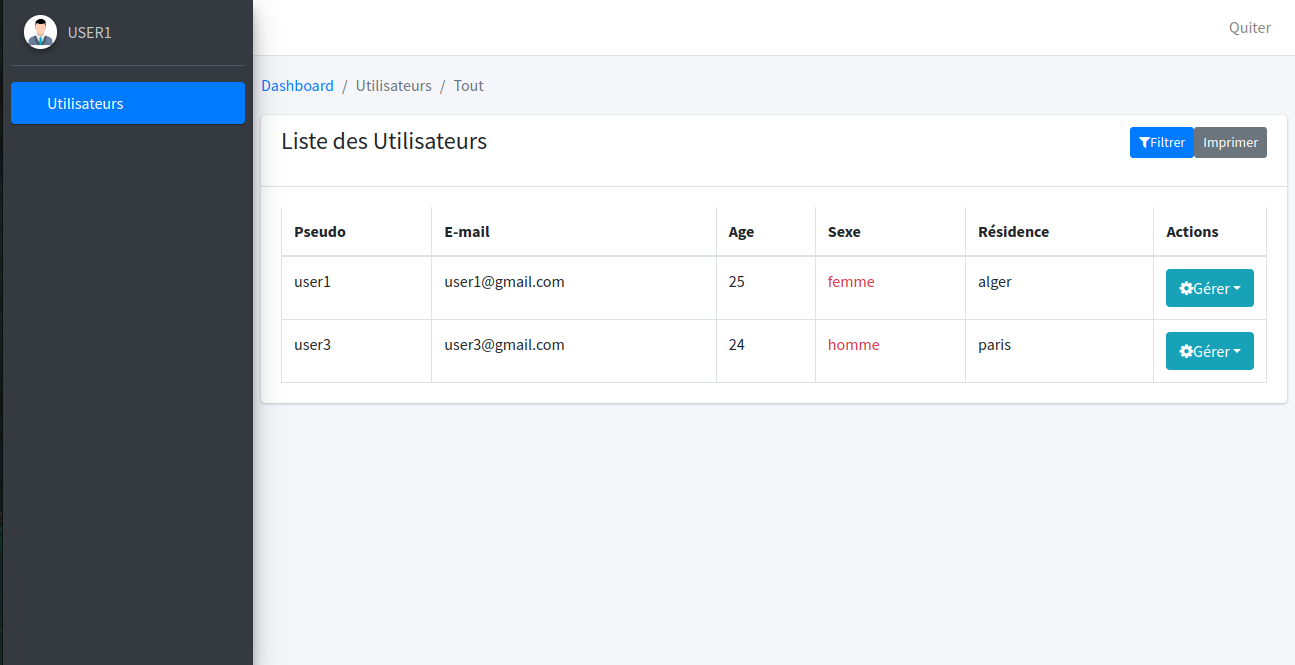 USER1
Quiter
Utilisateurs
Dashboard / Utilisateurs / Tout
Liste des Utilisateurs
Filtrer Imprimer
Pseudo E-mail Age Sexe Résidence Actions
user1 user1@gmail.com 25 femme alger Gérer
user3 user3@gmail.com 24 homme paris Gérer